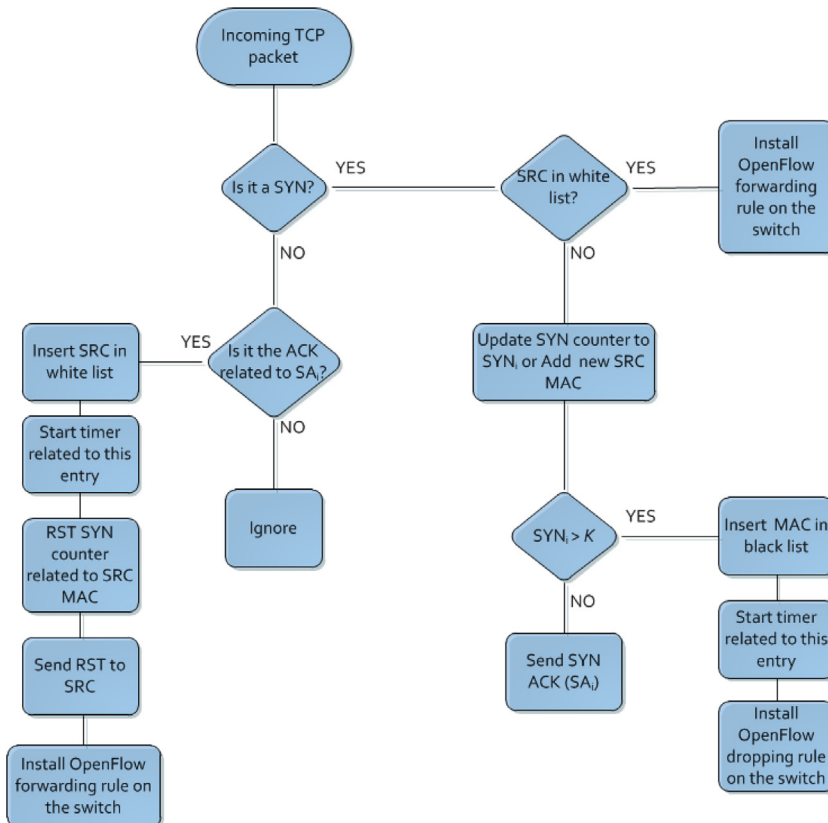 Incoming TCP
packet
Is it a SYN?
YES
NO
SRC in white
list?
YES
NO
Install
OpenFlow
forwarding
rule on the
switch
Is it the ACK
related to SAi?
YES
NO
Ignore
Insert SRC in
white list
Start timer
related to this
entry
RST SYN
counter
related to SRC
MAC
Send RST to
SRC
Install OpenFlow
forwarding rule on
the switch
Update SYN counter to
SYNi or Add new SRC
MAC
SYNi > K
YES
NO
Send SYN
ACK (SAi)
Insert MAC in
black list
Start timer
related to this
entry
Install
OpenFlow
dropping rule
on the switch